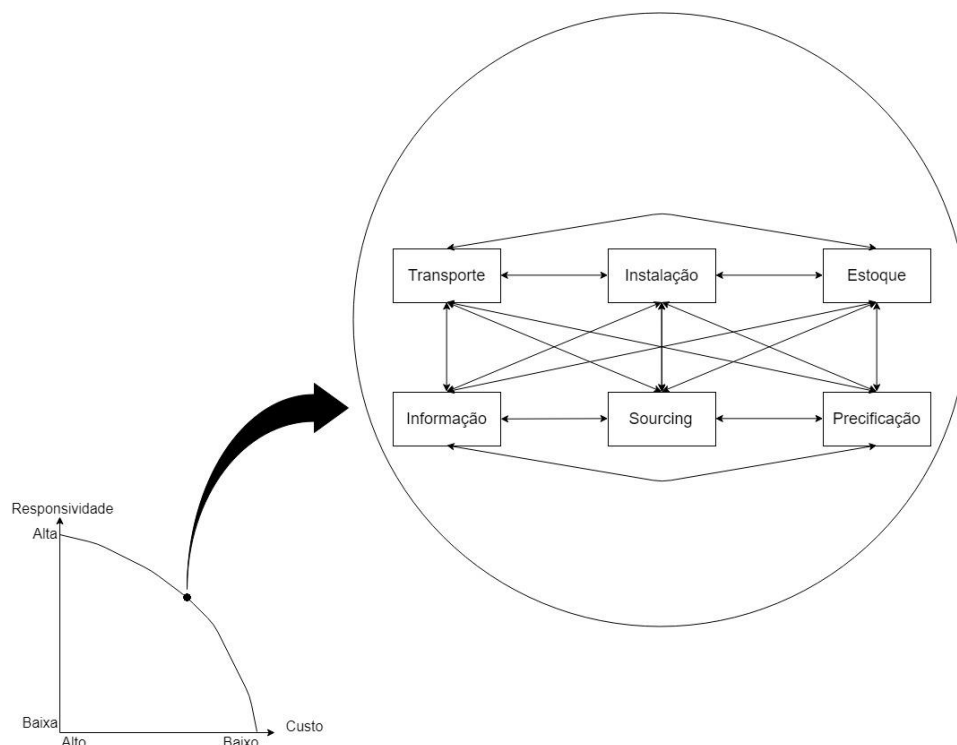 Transporte
Instalação
Estoque
Informação
Sourcing
Precificação
Responsividade
Alta
Baixa
Custo
Alto
Baixo